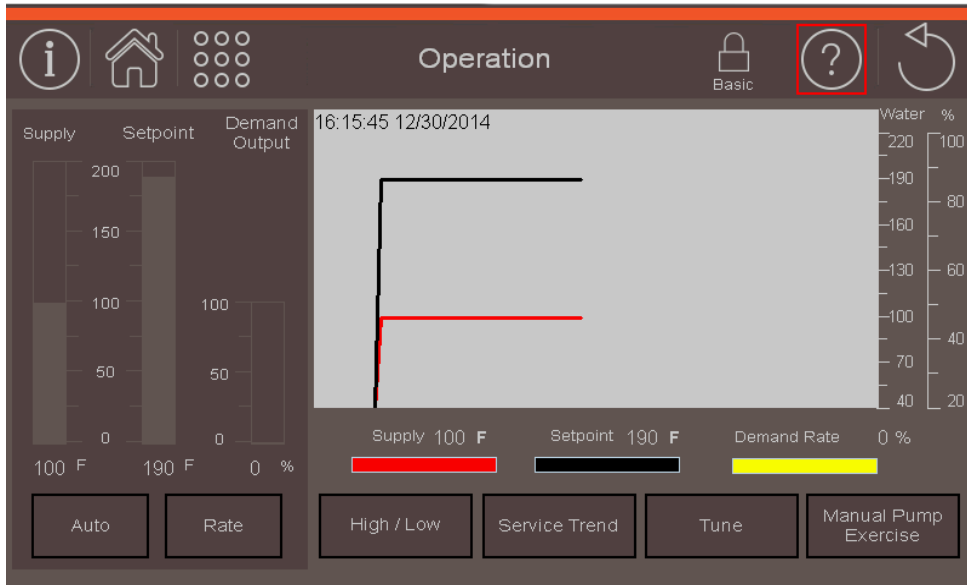 i
Operation
Basic
?
Supply
Setpoint
Demand
Output
200
150
100
50
0
100
50
0
100 F
190 F
0 %
Auto
Rate
16:15:45 12/30/2014
Water %
220
190
160
130
100
70
40
100
80
60
40
20
Supply 100 F
Setpoint 190 F
Demand Rate 0 %
High / Low
Service Trend
Tune
Manual Pump
Exercise